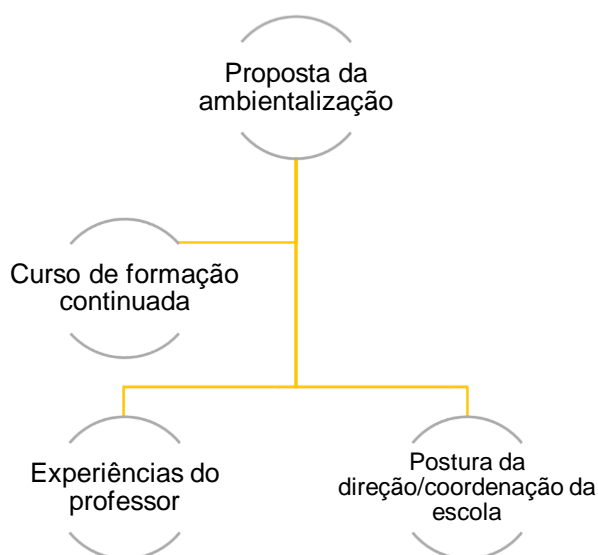 Proposta da
ambientalização
Curso de formação
continuada
Experiências do
professor
Postura da
direção/coordenação da
escola